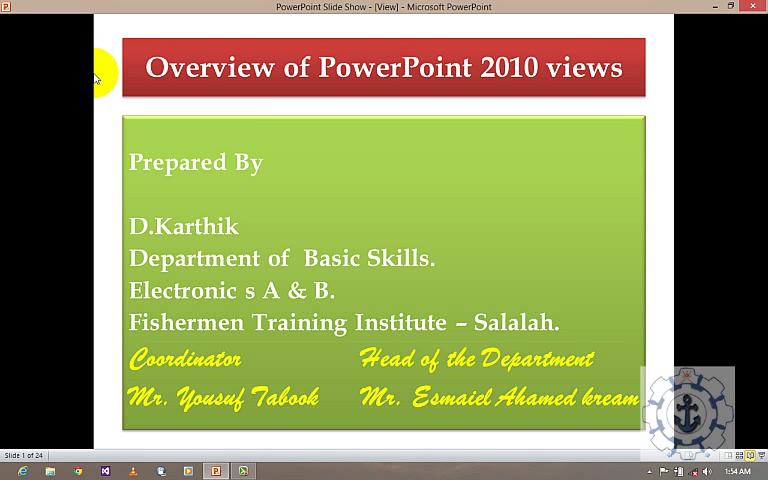 PowerPoint Slide Show - [View] - Microsoft PowerPoint
Overview of PowerPoint 2010 views
Prepared By
D.Karthik
Department of Basic Skills.
Electronic s A & B.
Fishermen Training Institute – Salalah.
Coordinator Head of the Department
Mr. Yousuf Tabook Mr. Esmaiel Ahamed kream
Slide 1 of 24
1:54 AM